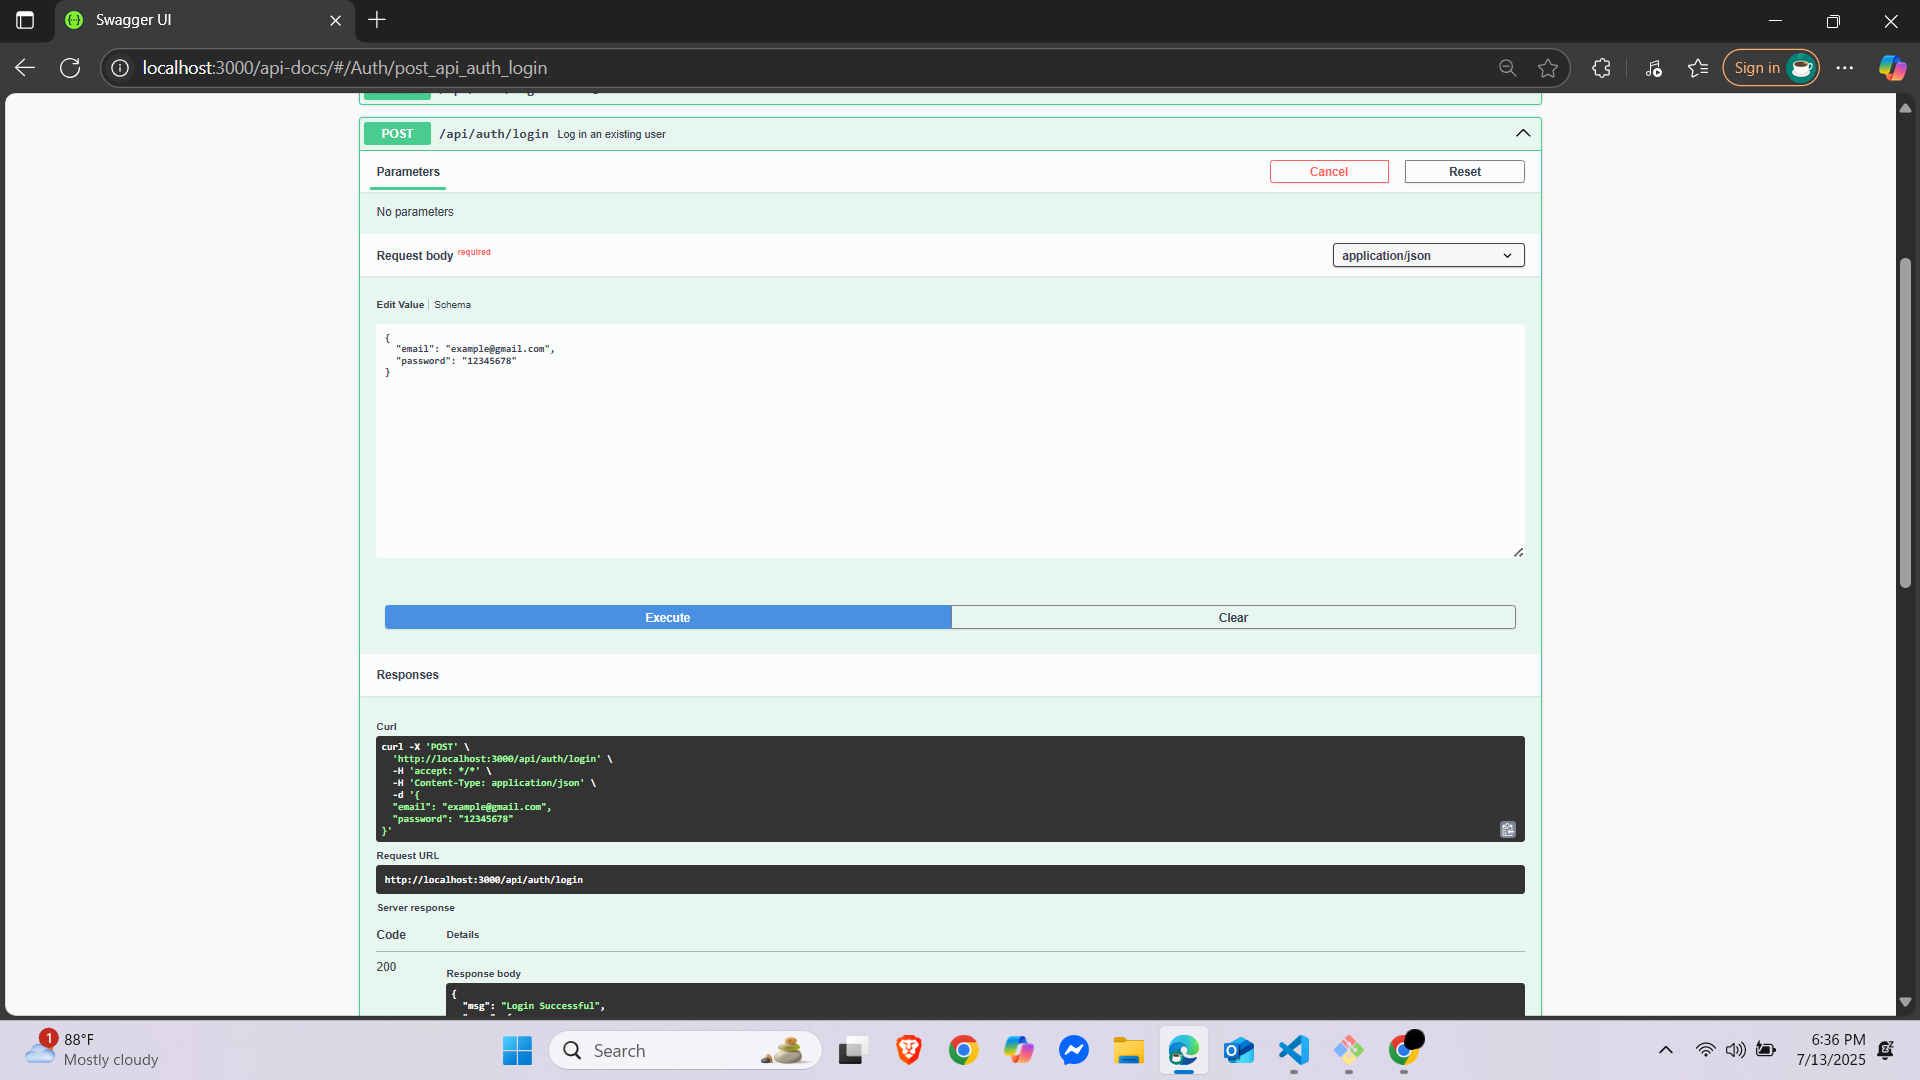 Swagger UI
localhost:3000/api-docs/#/Auth/post_api_auth_login
Sign in
POST /api/auth/login Log in an existing user
Parameters
Cancel
Reset
No parameters
Request body required
application/json
Edit Value | Schema
{
"email": "example@gmail.com",
"password": "12345678"
}
Execute
Clear
Responses
Curl
curl -X 'POST' \
'http://localhost:3000/api/auth/login' \
-H 'accept: */*' \
-H 'Content-Type: application/json' \
-d '{
"email": "example@gmail.com",
"password": "12345678"
}'
Request URL
http://localhost:3000/api/auth/login
Server response
Code Details
200
Response body
{
"msg": "Login Successful",
1
88°F
Mostly cloudy
Search
6:36 PM
7/13/2025